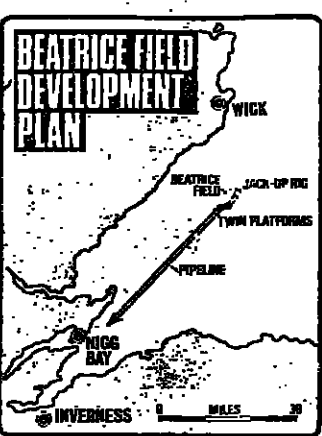 BEATRICE FIELD
DEVELOPMENT
PLAN
WICK
BEATRICE
FIELD
JACK-UP RIG
TWIN PLATFORMS
PIPELINE
NIGG
BAY
INVERNESS
0 MILES 30